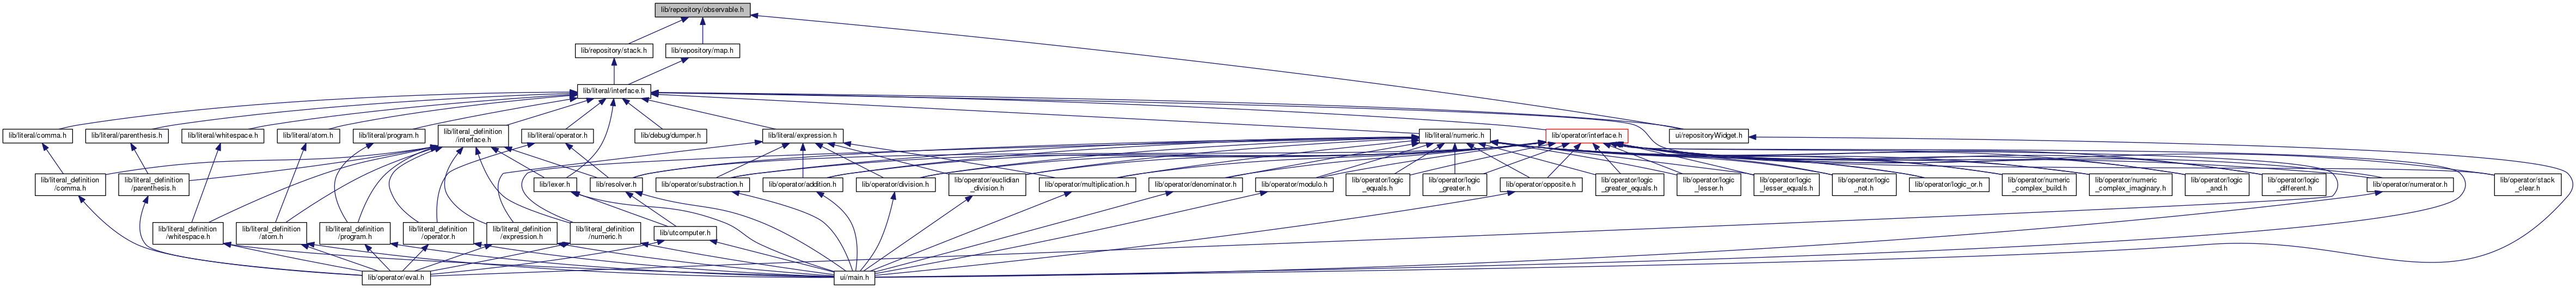 lib/repository/observable.h
lib/repository/stack.h
lib/repository/map.h
lib/literal/interface.h
lib/literal/comma.h
lib/literal/parenthesis.h
lib/literal/whitespace.h
lib/literal/atom.h
lib/literal/program.h
lib/literal_definition
/interface.h
lib/literal/operator.h
lib/debug/dumper.h
lib/literal/expression.h
lib/literal/numeric.h
lib/operator/interface.h
ui/repositoryWidget.h
lib/literal_definition
/comma.h
lib/literal_definition
/parenthesis.h
lib/lexer.h
lib/resolver.h
lib/operator/substraction.h
lib/operator/addition.h
lib/operator/division.h
lib/operator/euclidian
_division.h
lib/operator/multiplication.h
lib/operator/denominator.h
lib/operator/modulo.h
lib/operator/logic
_equals.h
lib/operator/logic
_greater.h
lib/operator/opposite.h
lib/operator/logic
_greater_equals.h
lib/operator/logic
_lesser.h
lib/operator/logic
_lesser_equals.h
lib/operator/logic
_not.h
lib/operator/logic_or.h
lib/operator/numeric
_complex_build.h
lib/operator/numeric
_complex_imaginary.h
lib/operator/logic
_and.h
lib/operator/logic
_different.h
lib/operator/numerator.h
lib/operator/stack
_clear.h
lib/literal_definition
/whitespace.h
lib/literal_definition
/atom.h
lib/literal_definition
/program.h
lib/literal_definition
/operator.h
lib/literal_definition
/expression.h
lib/literal_definition
/numeric.h
lib/utcomputer.h
lib/operator/eval.h
ui/main.h